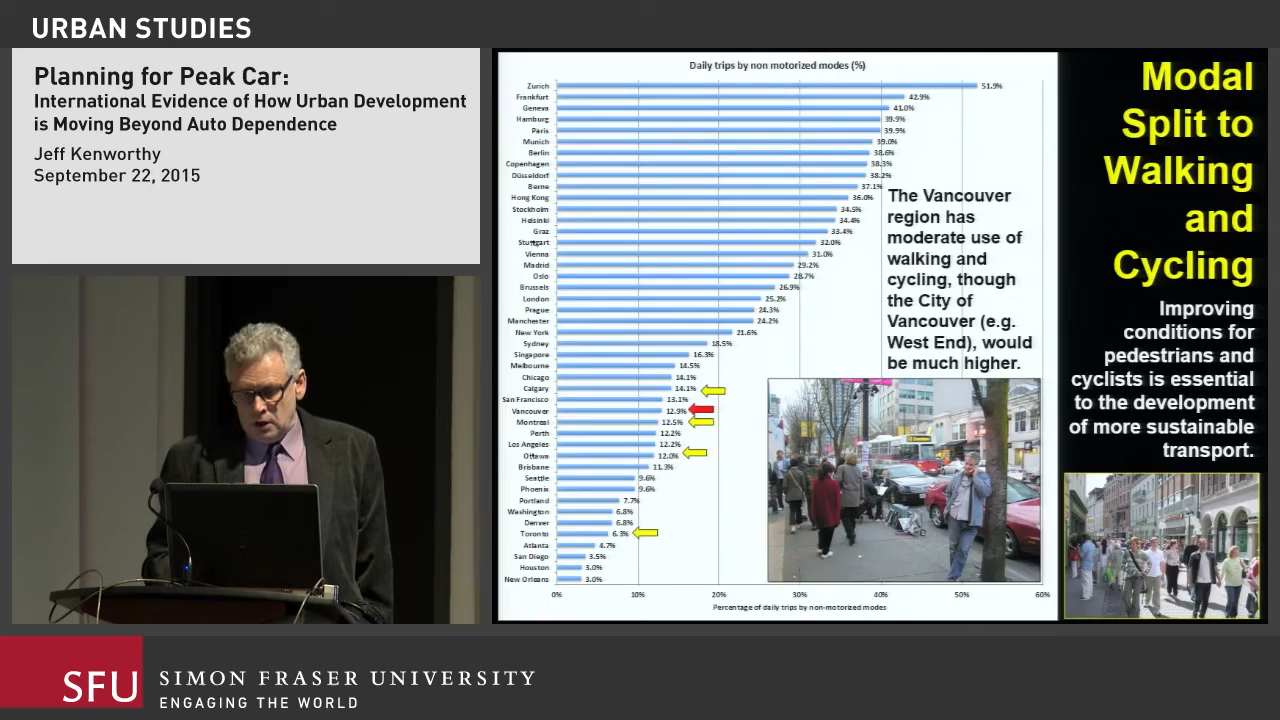 URBAN STUDIES
Planning for Peak Car:
International Evidence of How Urban Development
is Moving Beyond Auto Dependence
Jeff Kenworthy
September 22, 2015
Daily trips by non motorized modes (%)
Zurich 51.9%
Frankfurt 42.9%
Geneva 41.0%
Hamburg 39.9%
Paris 39.9%
Munich 39.0%
Berlin 38.6%
Copenhagen 38.3%
Düsseldorf 38.2%
Berne 37.1%
Hong Kong 36.0%
Stockholm 34.5%
Helsinki 34.4%
Graz 33.4%
Stuttgart 32.0%
Vienna 31.0%
Madrid 29.2%
Oslo 28.7%
Brussels 26.9%
London 25.2%
Prague 24.3%
Manchester 24.2%
New York 21.6%
Sydney 18.5%
Singapore 16.3%
Melbourne 14.5%
Chicago 14.1%
Calgary 14.1%
San Francisco 13.1%
Vancouver 12.9%
Montreal 12.5%
Perth 12.2%
Los Angeles 12.2%
Ottawa 12.0%
Brisbane 11.3%
Seattle 9.6%
Phoenix 9.6%
Portland 7.7%
Washington 6.8%
Denver 6.8%
Toronto 6.3%
Atlanta 4.7%
San Diego 3.5%
Houston 3.0%
New Orleans 3.0%
0% 10% 20% 30% 40% 50% 60%
Percentage of daily trips by non-motorized modes
The Vancouver
region has
moderate use of
walking and
cycling, though
the City of
Vancouver (e.g.
West End), would
be much higher.
Modal
Split to
Walking
and
Cycling
Improving
conditions for
pedestrians and
cyclists is essential
to the development
of more sustainable
transport.
SFU SIMON FRASER UNIVERSITY
ENGAGING THE WORLD